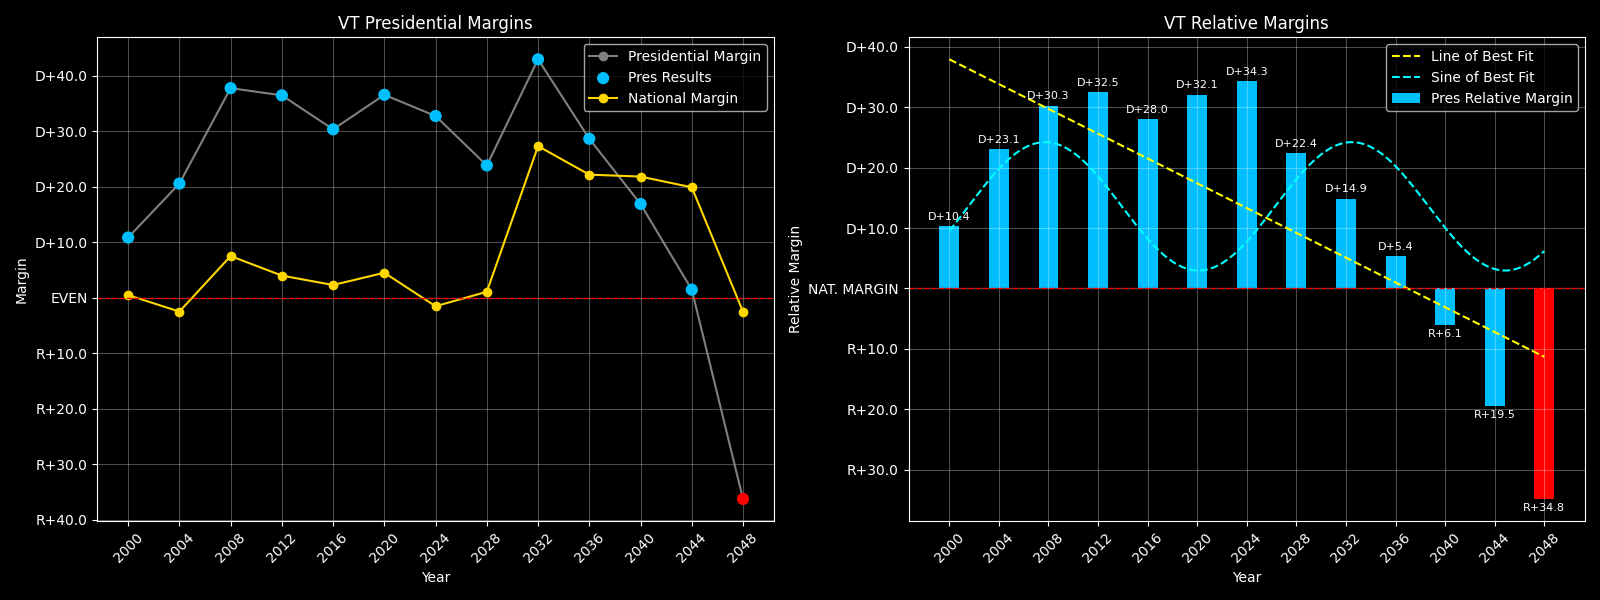 VT Presidential Margins
Presidential Margin
Pres Results
National Margin
Margin
D+40.0
D+30.0
D+20.0
D+10.0
EVEN
R+10.0
R+20.0
R+30.0
R+40.0
2000
2004
2008
2012
2016
2020
2024
2028
2032
2036
2040
2044
2048
Year
VT Relative Margins
Line of Best Fit
Sine of Best Fit
Pres Relative Margin
Relative Margin
D+40.0
D+30.0
D+20.0
D+10.0
NAT. MARGIN
R+10.0
R+20.0
R+30.0
D+10.4
D+23.1
D+30.3
D+32.5
D+28.0
D+32.1
D+34.3
D+22.4
D+14.9
D+5.4
R+6.1
R+19.5
R+34.8
2000
2004
2008
2012
2016
2020
2024
2028
2032
2036
2040
2044
2048
Year